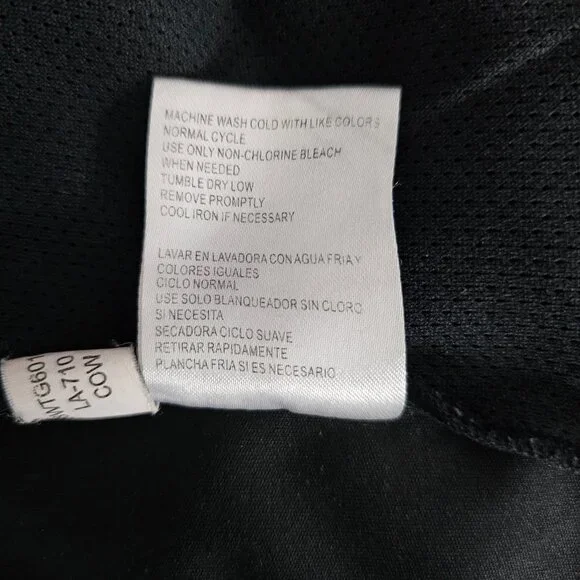 MACHINE WASH COLD WITH LIKE COLORS
NORMAL CYCLE
USE ONLY NON-CHLORINE BLEACH
WHEN NEEDED
TUMBLE DRY LOW
REMOVE PROMPTLY
COOL IRON IF NECESSARY
LAVAR EN LAVADORA CON AGUA FRIA Y
COLORES IGUALES
CICLO NORMAL
USE SOLO BLANQUEADOR SIN CLORO
SI NECESITA
SECADORA CICLO SUAVE
RETIRAR RAPIDAMENTE
PLANCHA FRIA SI ES NECESARIO
WTG601
LA-710
COW